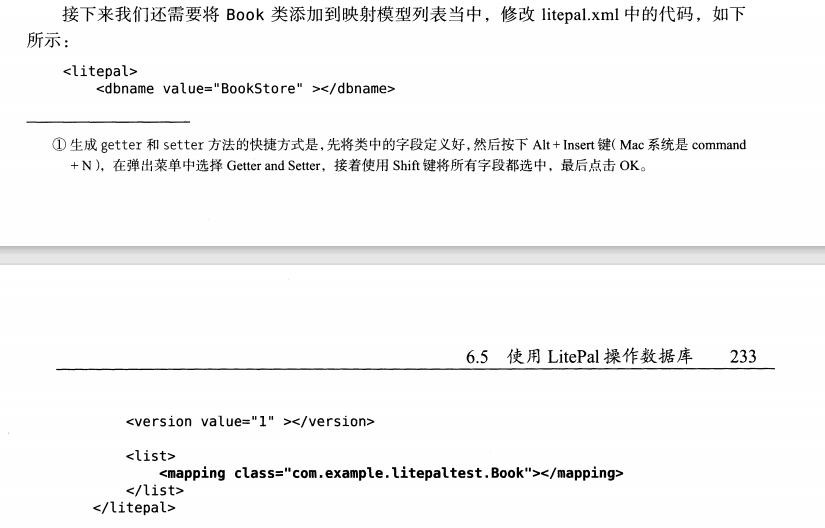 接下来我们还需要将 Book 类添加到映射模型列表当中，修改 litepal.xml 中的代码，如下
所示：
<litepal>
<dbname value="BookStore" ></dbname>
① 生成 getter 和 setter 方法的快捷方式是，先将类中的字段定义好，然后按下 Alt + Insert 键( Mac 系统是 command
+ N )，在弹出菜单中选择 Getter and Setter，接着使用 Shift 键将所有字段都选中，最后点击 OK。
6.5 使用 LitePal 操作数据库 233
<version value="1" ></version>
<list>
<mapping class="com.example.litepaltest.Book"></mapping>
</list>
</litepal>